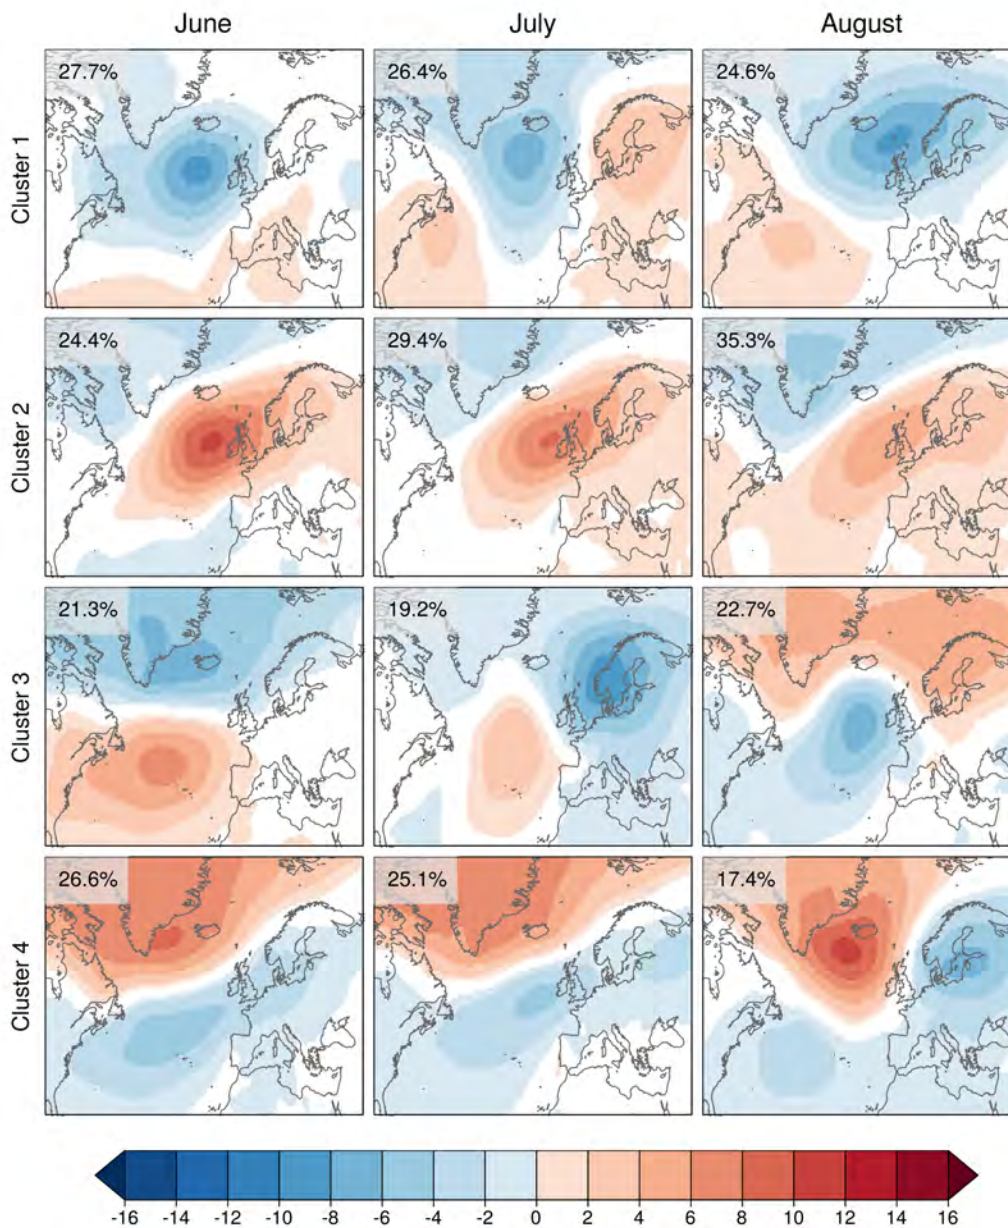 June July August
Cluster 1 27.7% 26.4% 24.6%
Cluster 2 24.4% 29.4% 35.3%
Cluster 3 21.3% 19.2% 22.7%
Cluster 4 26.6% 25.1% 17.4%
-16 -14 -12 -10 -8 -6 -4 -2 0 2 4 6 8 10 12 14 16